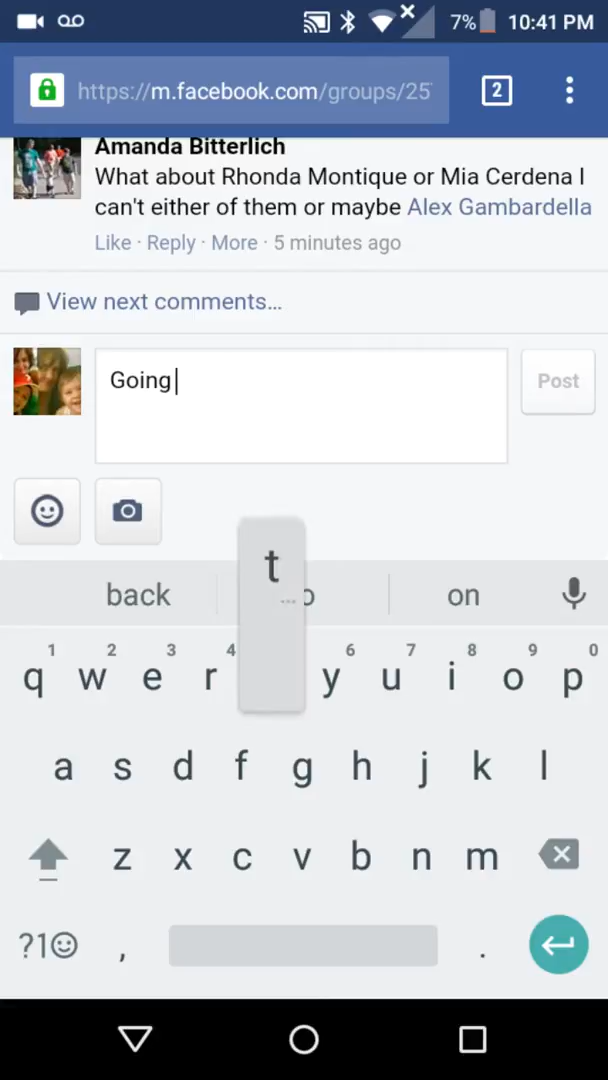 7% 10:41 PM
https://m.facebook.com/groups/25
2
Amanda Bitterlich
What about Rhonda Montique or Mia Cerdena I
can't either of them or maybe Alex Gambardella
Like · Reply · More · 5 minutes ago
View next comments...
Going
Post
t
...
back on
1 2 3 4 6 7 8 9 0
q w e r y u i o p
a s d f g h j k l
z x c v b n m
?1☺ , .